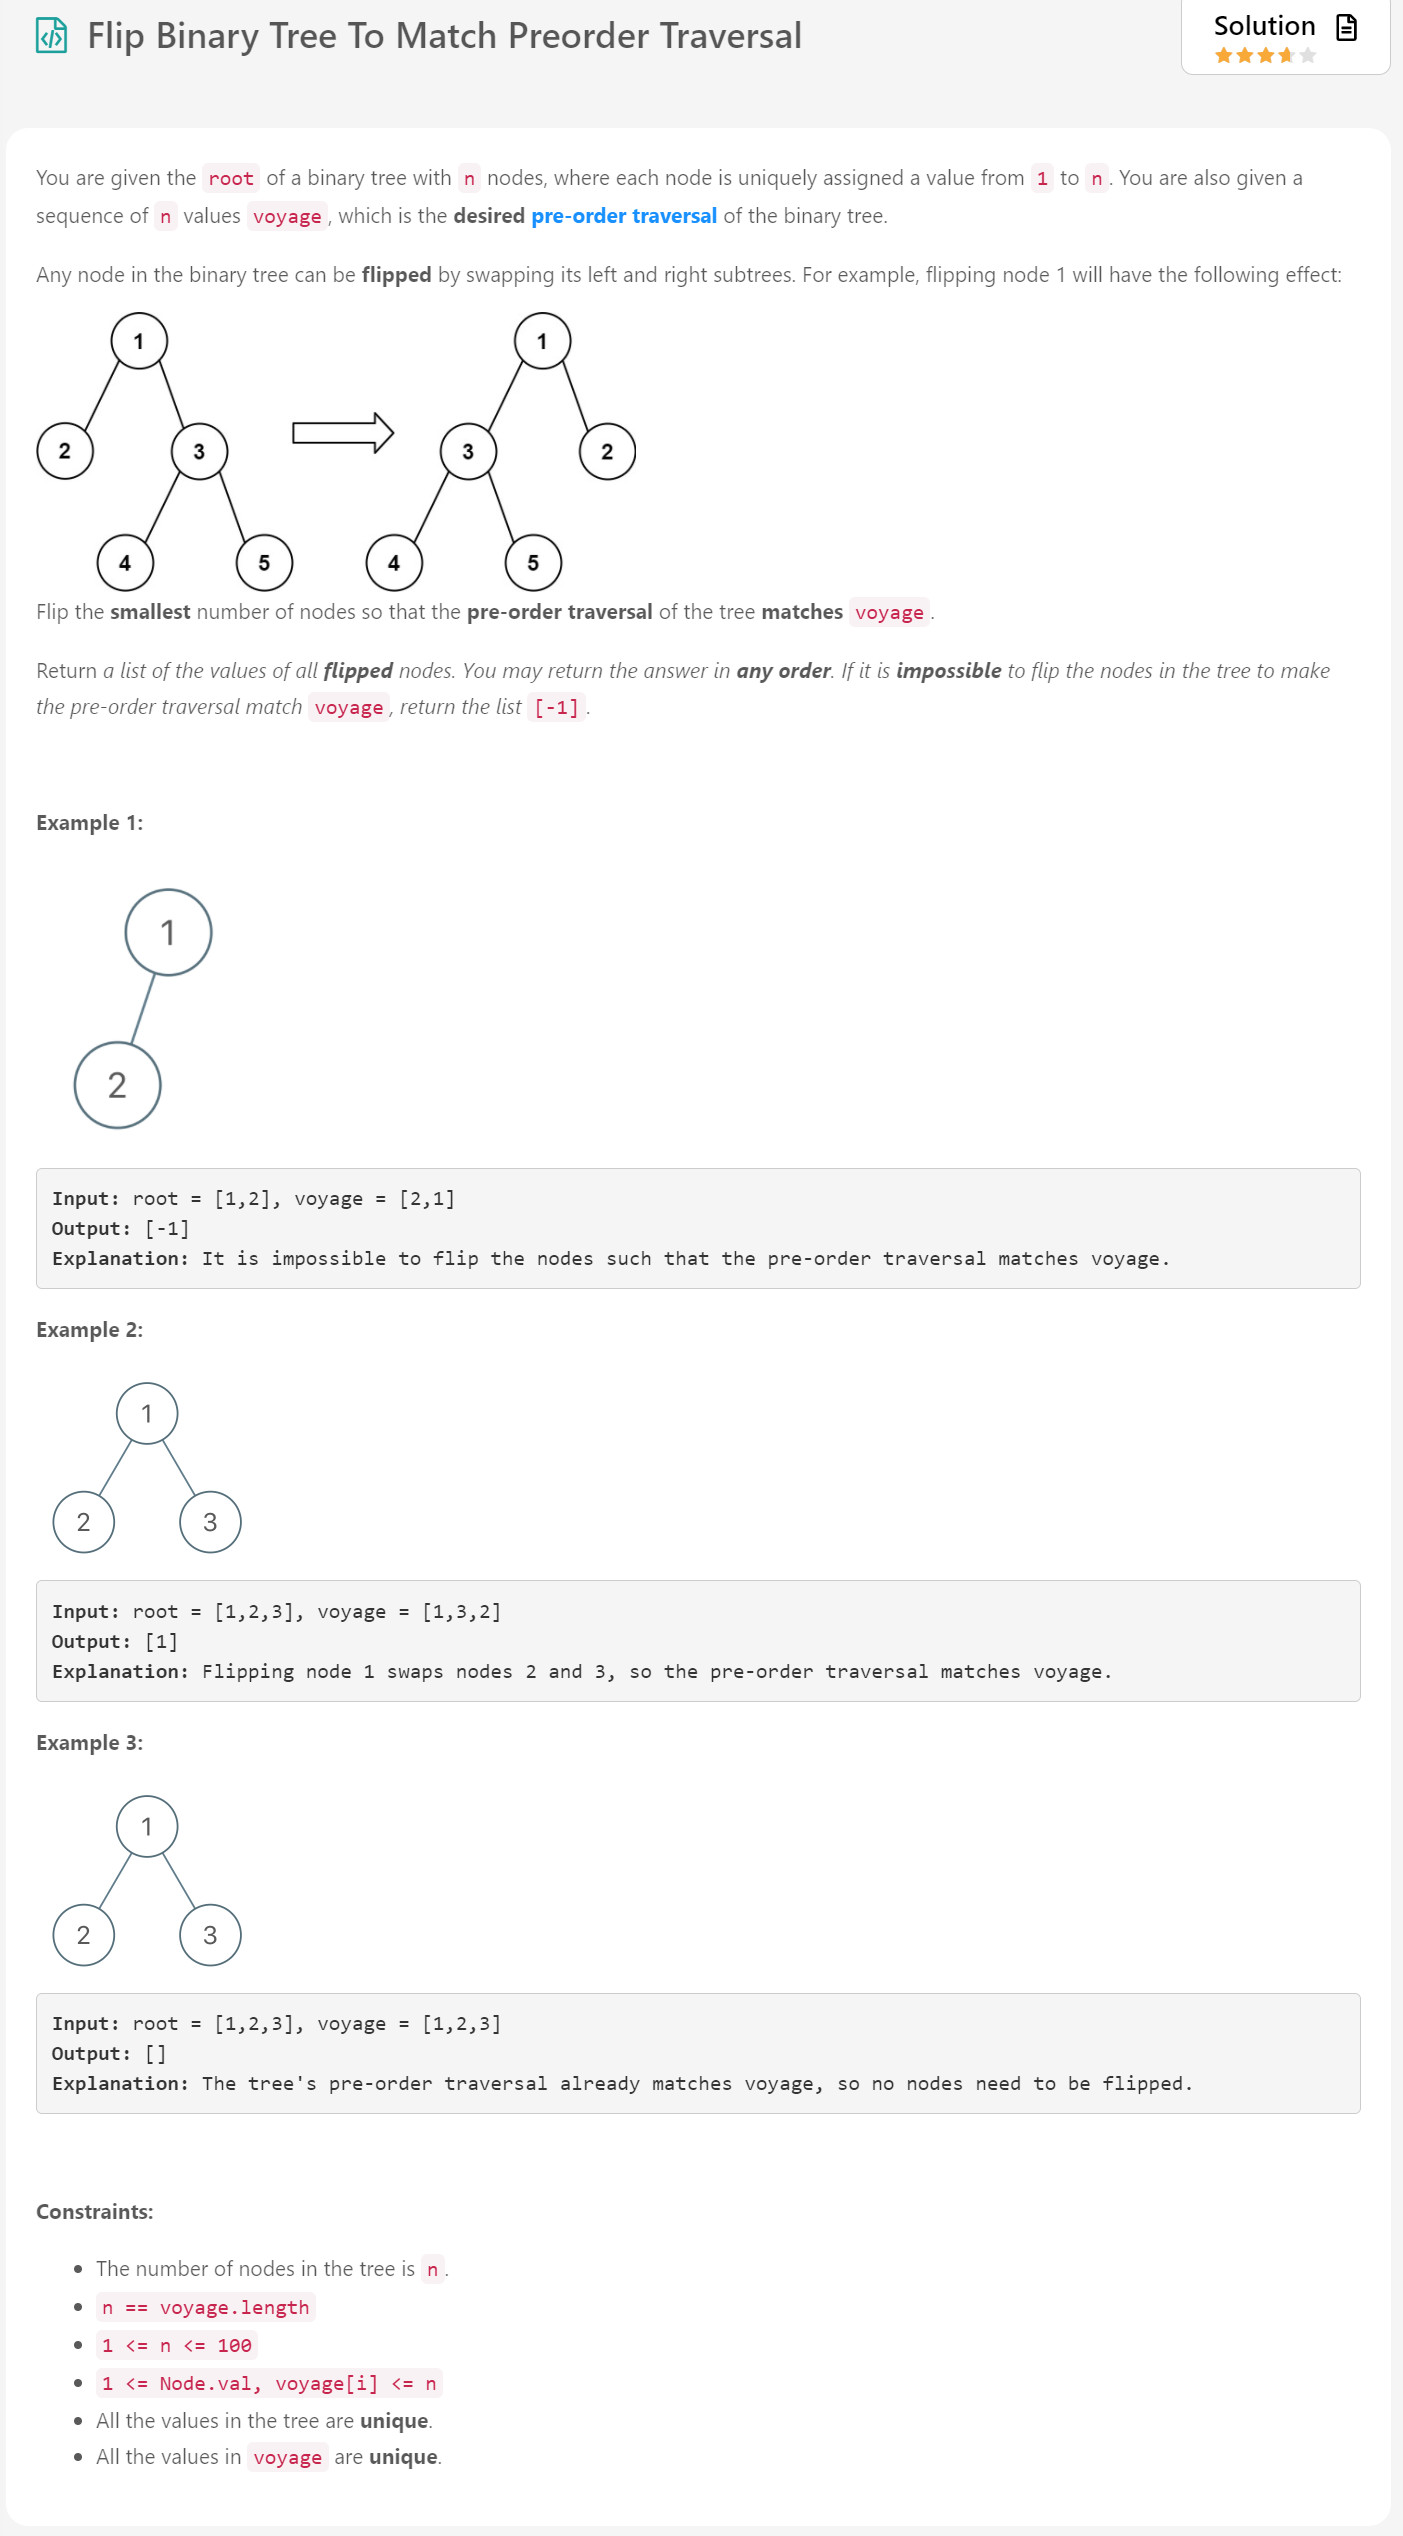 Flip Binary Tree To Match Preorder Traversal
Solution
You are given the root of a binary tree with n nodes, where each node is uniquely assigned a value from 1 to n. You are also given a
sequence of n values voyage, which is the desired pre-order traversal of the binary tree.
Any node in the binary tree can be flipped by swapping its left and right subtrees. For example, flipping node 1 will have the following effect:
1 1
2 3 3 2
4 5 4 5
Flip the smallest number of nodes so that the pre-order traversal of the tree matches voyage.
Return a list of the values of all flipped nodes. You may return the answer in any order. If it is impossible to flip the nodes in the tree to make
the pre-order traversal match voyage, return the list [-1].
Example 1:
1
2
Input: root = [1,2], voyage = [2,1]
Output: [-1]
Explanation: It is impossible to flip the nodes such that the pre-order traversal matches voyage.
Example 2:
1
2 3
Input: root = [1,2,3], voyage = [1,3,2]
Output: [1]
Explanation: Flipping node 1 swaps nodes 2 and 3, so the pre-order traversal matches voyage.
Example 3:
1
2 3
Input: root = [1,2,3], voyage = [1,2,3]
Output: []
Explanation: The tree's pre-order traversal already matches voyage, so no nodes need to be flipped.
Constraints:
• The number of nodes in the tree is n.
• n == voyage.length
• 1 <= n <= 100
• 1 <= Node.val, voyage[i] <= n
• All the values in the tree are unique.
• All the values in voyage are unique.